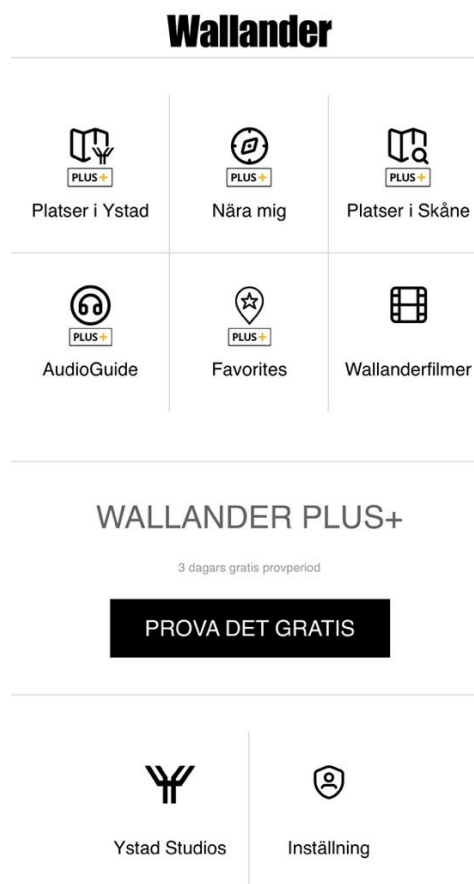 Wallander
PLUS+ PLUS+ PLUS+
Platser i Ystad Nära mig Platser i Skåne
PLUS+ PLUS+
AudioGuide Favorites Wallanderfilmer
WALLANDER PLUS+
3 dagars gratis provperiod
PROVA DET GRATIS
Ystad Studios Inställning